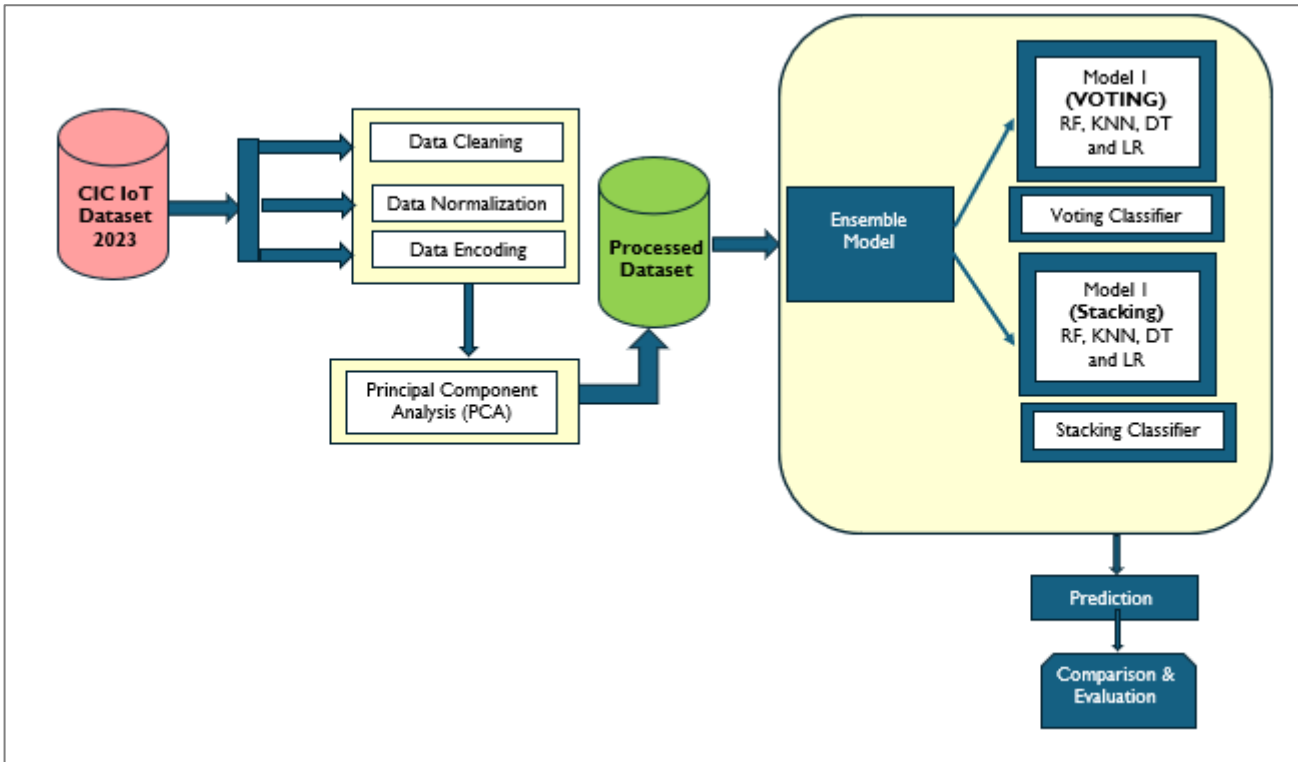 CIC IoT
Dataset
2023
Data Cleaning
Data Normalization
Data Encoding
Principal Component
Analysis (PCA)
Processed
Dataset
Ensemble
Model
Model I
(VOTING)
RF, KNN, DT
and LR
Voting Classifier
Model I
(Stacking)
RF, KNN, DT
and LR
Stacking Classifier
Prediction
Comparison &
Evaluation